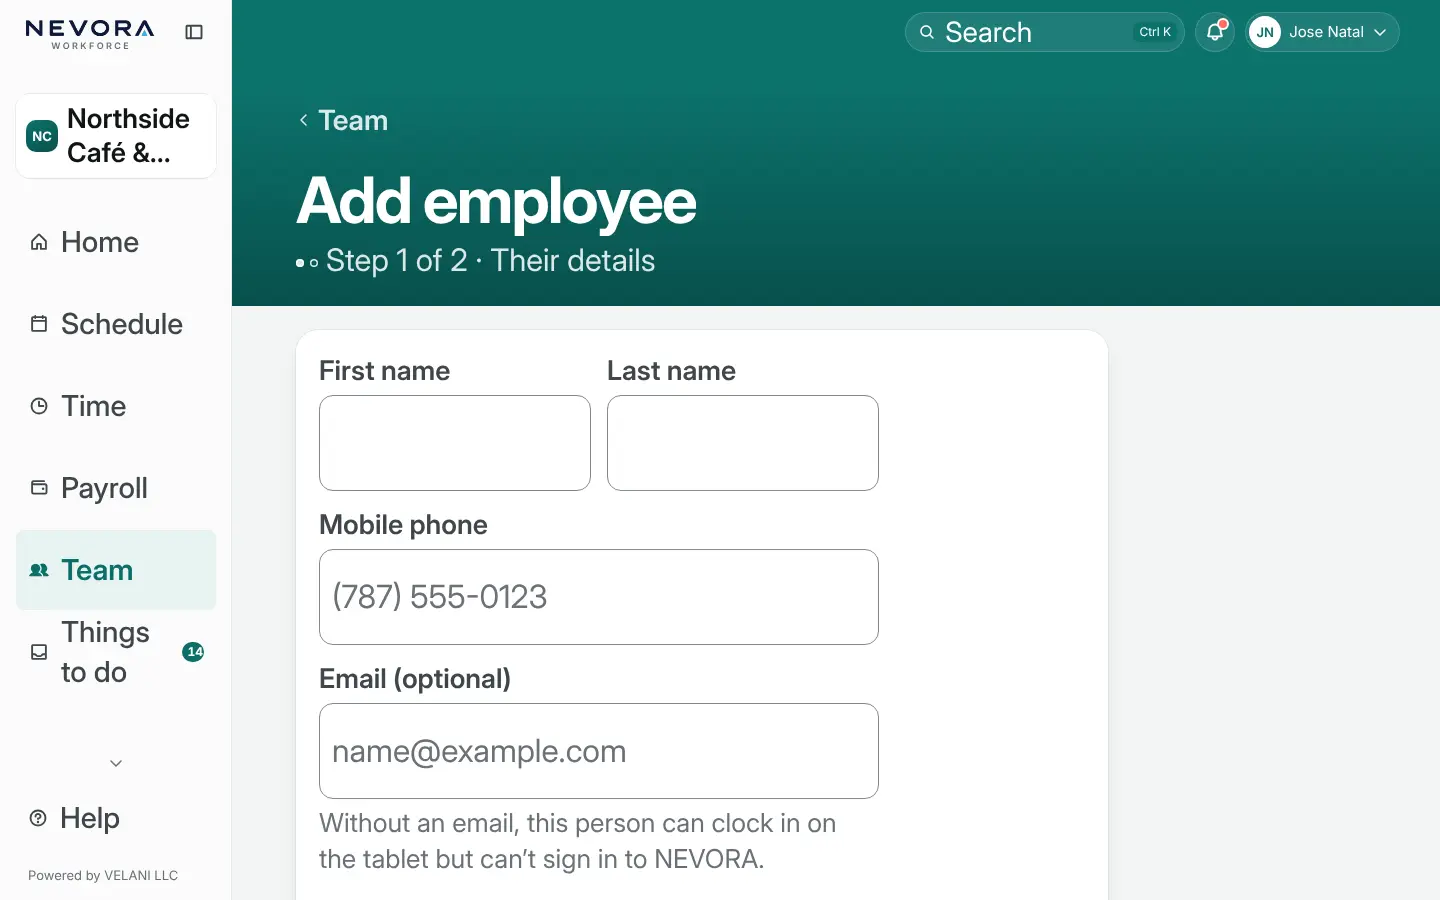 NEVORA
WORKFORCE
Search
Ctrl K
JN
Jose Natal
NC
Northside
Café &...
Home
Schedule
Time
Payroll
Team
Things
to do
14
Help
Powered by VELANI LLC
Team
Add employee
Step 1 of 2 · Their details
First name
Last name
Mobile phone
(787) 555-0123
Email (optional)
name@example.com
Without an email, this person can clock in on
the tablet but can’t sign in to NEVORA.